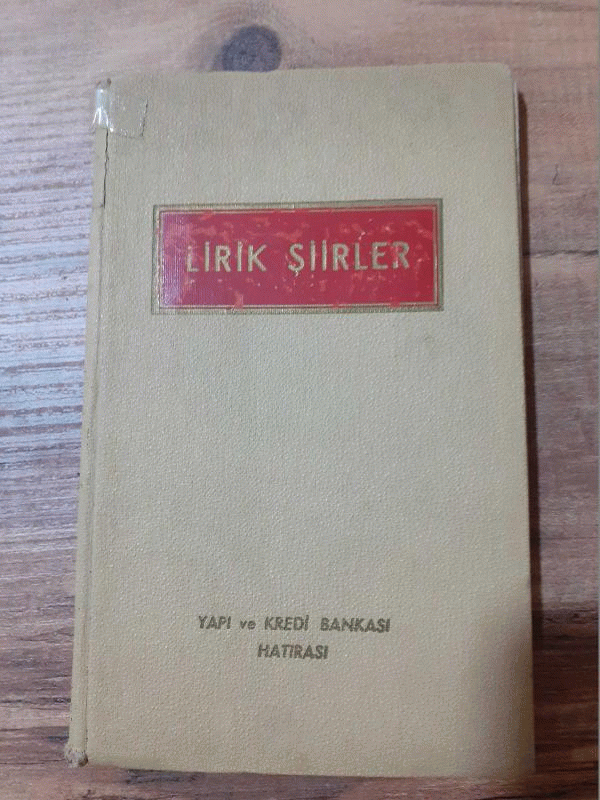 LİRİK ŞİİRLER
YAPI ve KREDİ BANKASI
HATIRASI